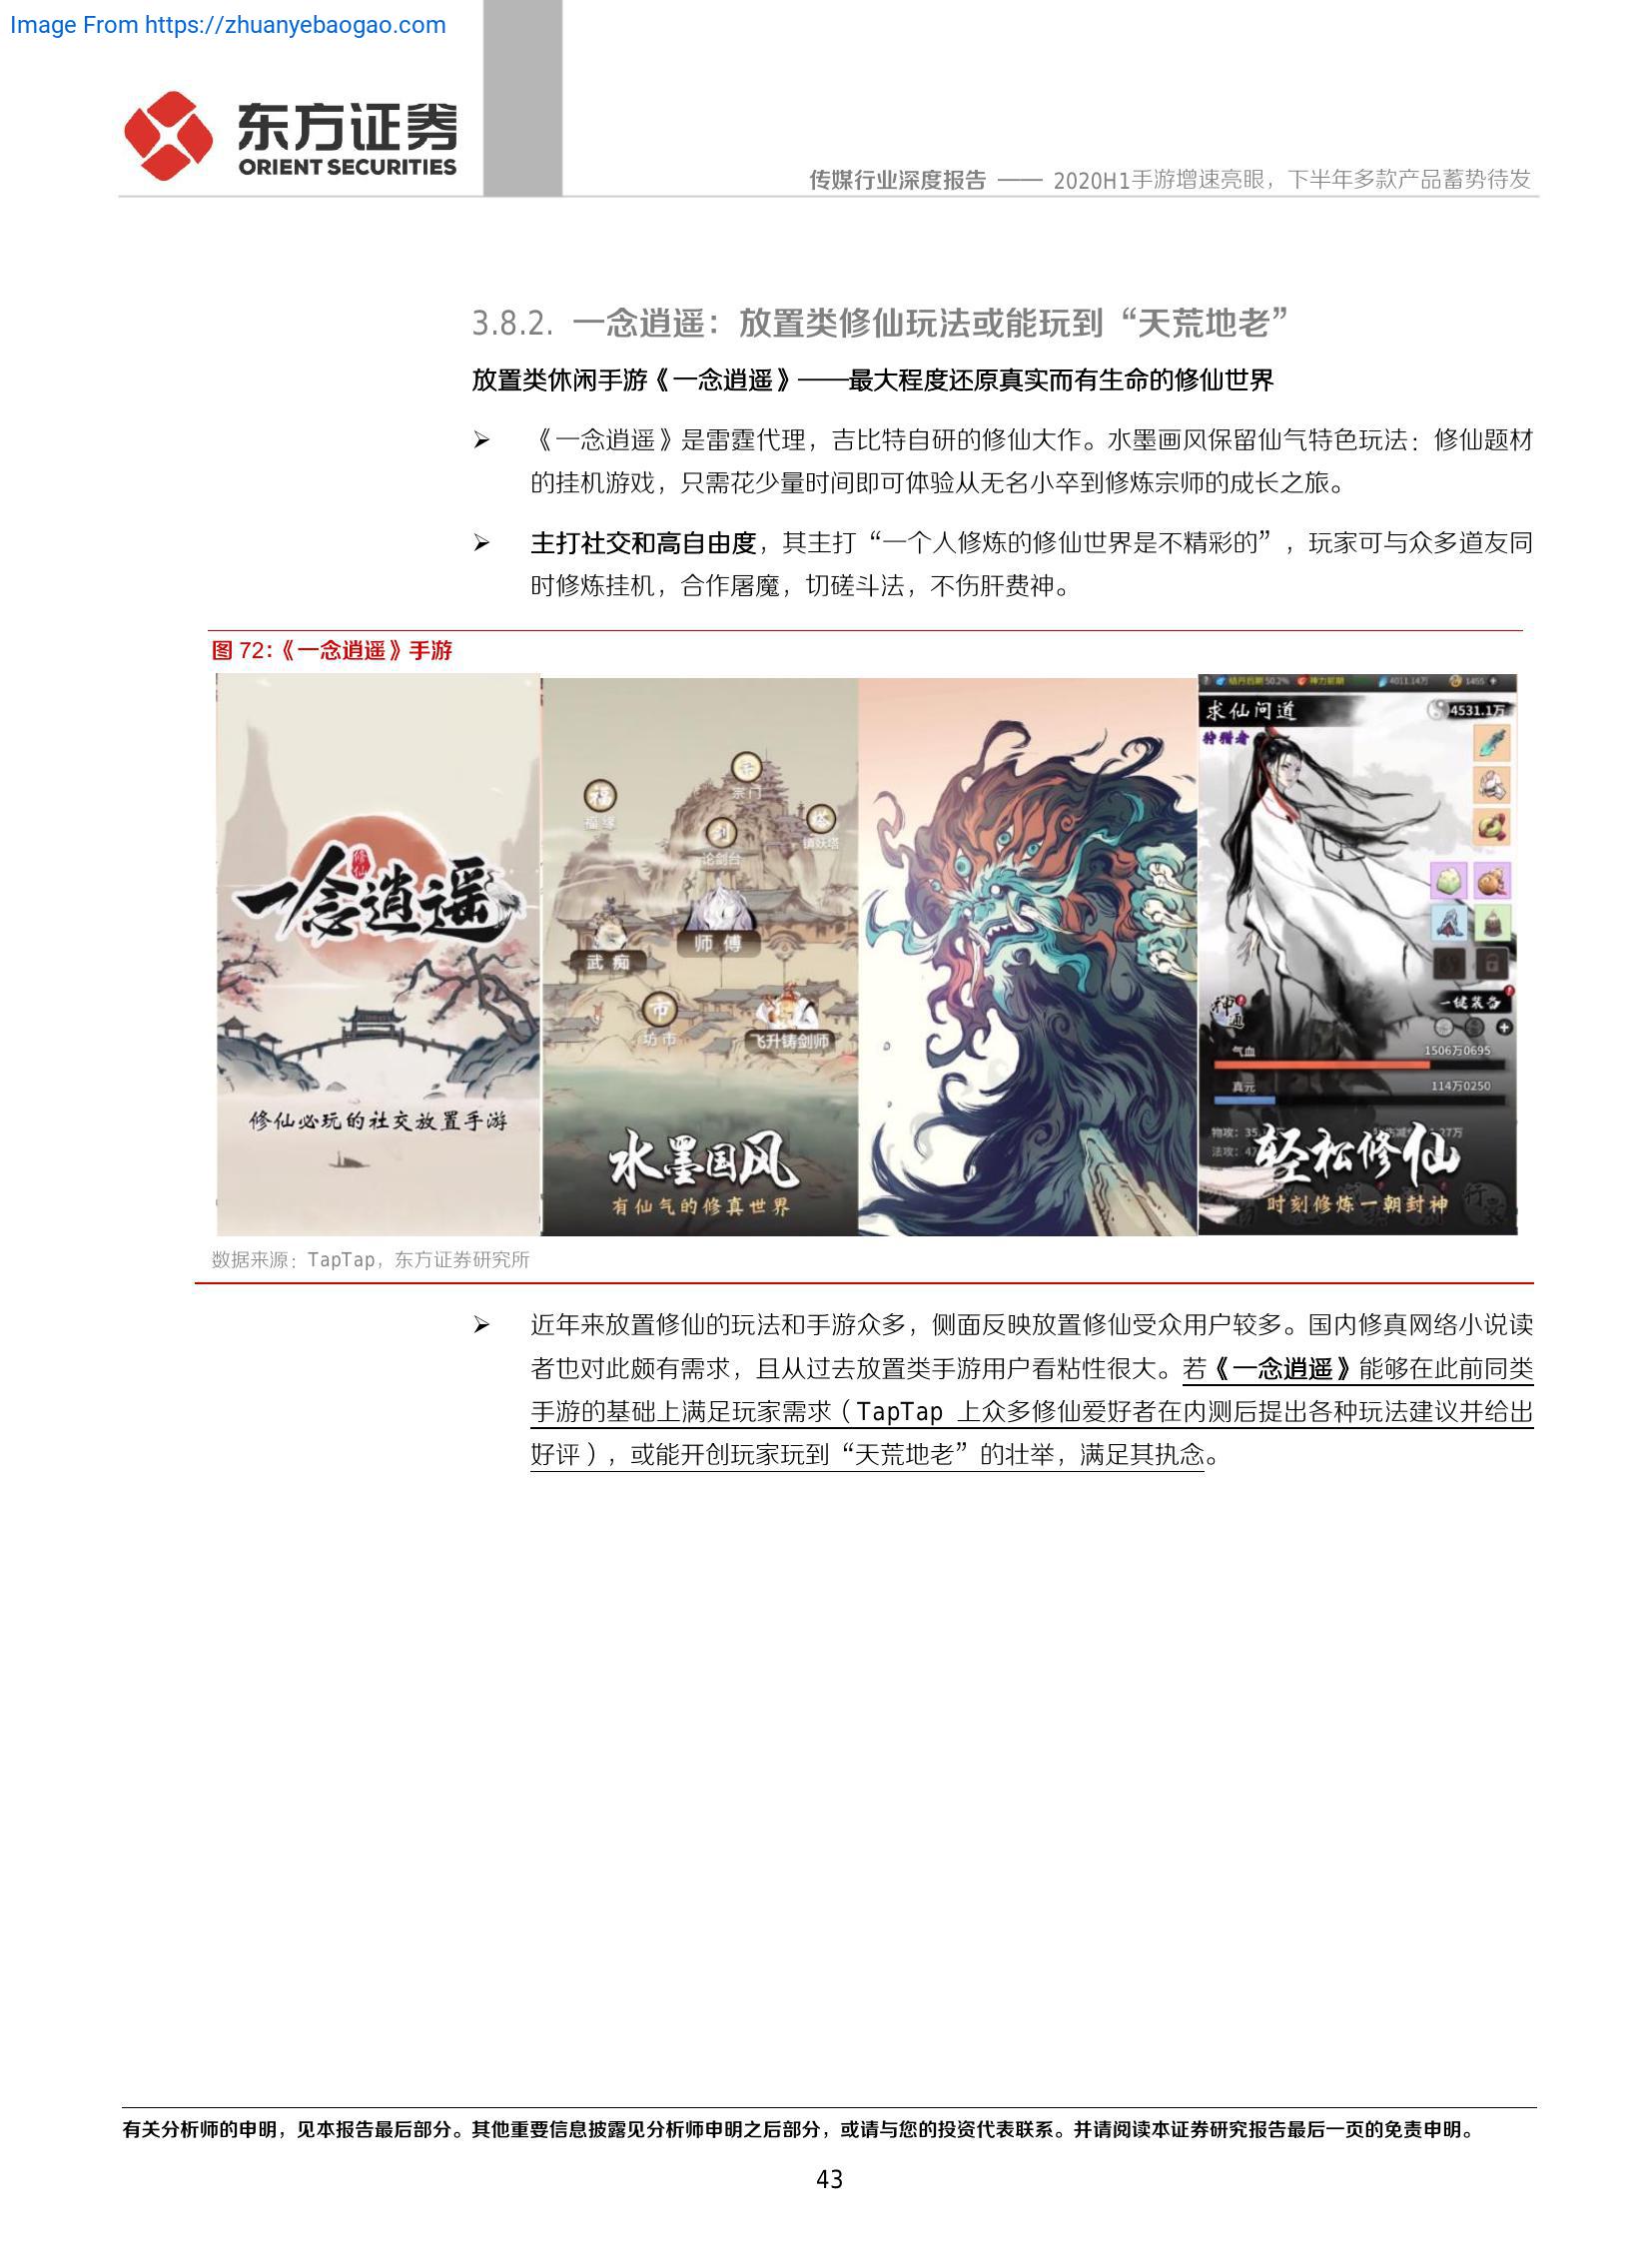 Image From https://zhuanyebaogao.com
东方证券
ORIENT SECURITIES
传媒行业深度报告 —— 2020H1手游增速亮眼，下半年多款产品蓄势待发
3.8.2. 一念逍遥：放置类修仙玩法或能玩到“天荒地老”
放置类休闲手游《一念逍遥》——最大程度还原真实而有生命的修仙世界
《一念逍遥》是雷霆代理，吉比特自研的修仙大作。水墨画风保留仙气特色玩法：修仙题材
的挂机游戏，只需花少量时间即可体验从无名小卒到修炼宗师的成长之旅。
主打社交和高自由度，其主打“一个人修炼的修仙世界是不精彩的”，玩家可与众多道友同
时修炼挂机，合作屠魔，切磋斗法，不伤肝费神。
图 72：《一念逍遥》手游
修仙
一念逍遥
修仙必玩的社交放置手游
宗门
福
福缘
塔
镇妖塔
论剑台
师傅
武痴
市
坊市
飞升铸剑师
水墨国风
有仙气的修真世界
结丹后期 50.2%
4011.14万
1455
求仙问道
4531.1万
狩猎者
一键装备
神通
气血
1506万0695
真元
114万0250
物攻：35
法攻：47
轻松修仙
时刻修炼一朝封神
数据来源：TapTap，东方证券研究所
近年来放置修仙的玩法和手游众多，侧面反映放置修仙受众用户较多。国内修真网络小说读
者也对此颇有需求，且从过去放置类手游用户看粘性很大。若《一念逍遥》能够在此前同类
手游的基础上满足玩家需求（TapTap 上众多修仙爱好者在内测后提出各种玩法建议并给出
好评），或能开创玩家玩到“天荒地老”的壮举，满足其执念。
有关分析师的申明，见本报告最后部分。其他重要信息披露见分析师申明之后部分，或请与您的投资代表联系。并请阅读本证券研究报告最后一页的免责申明。
43